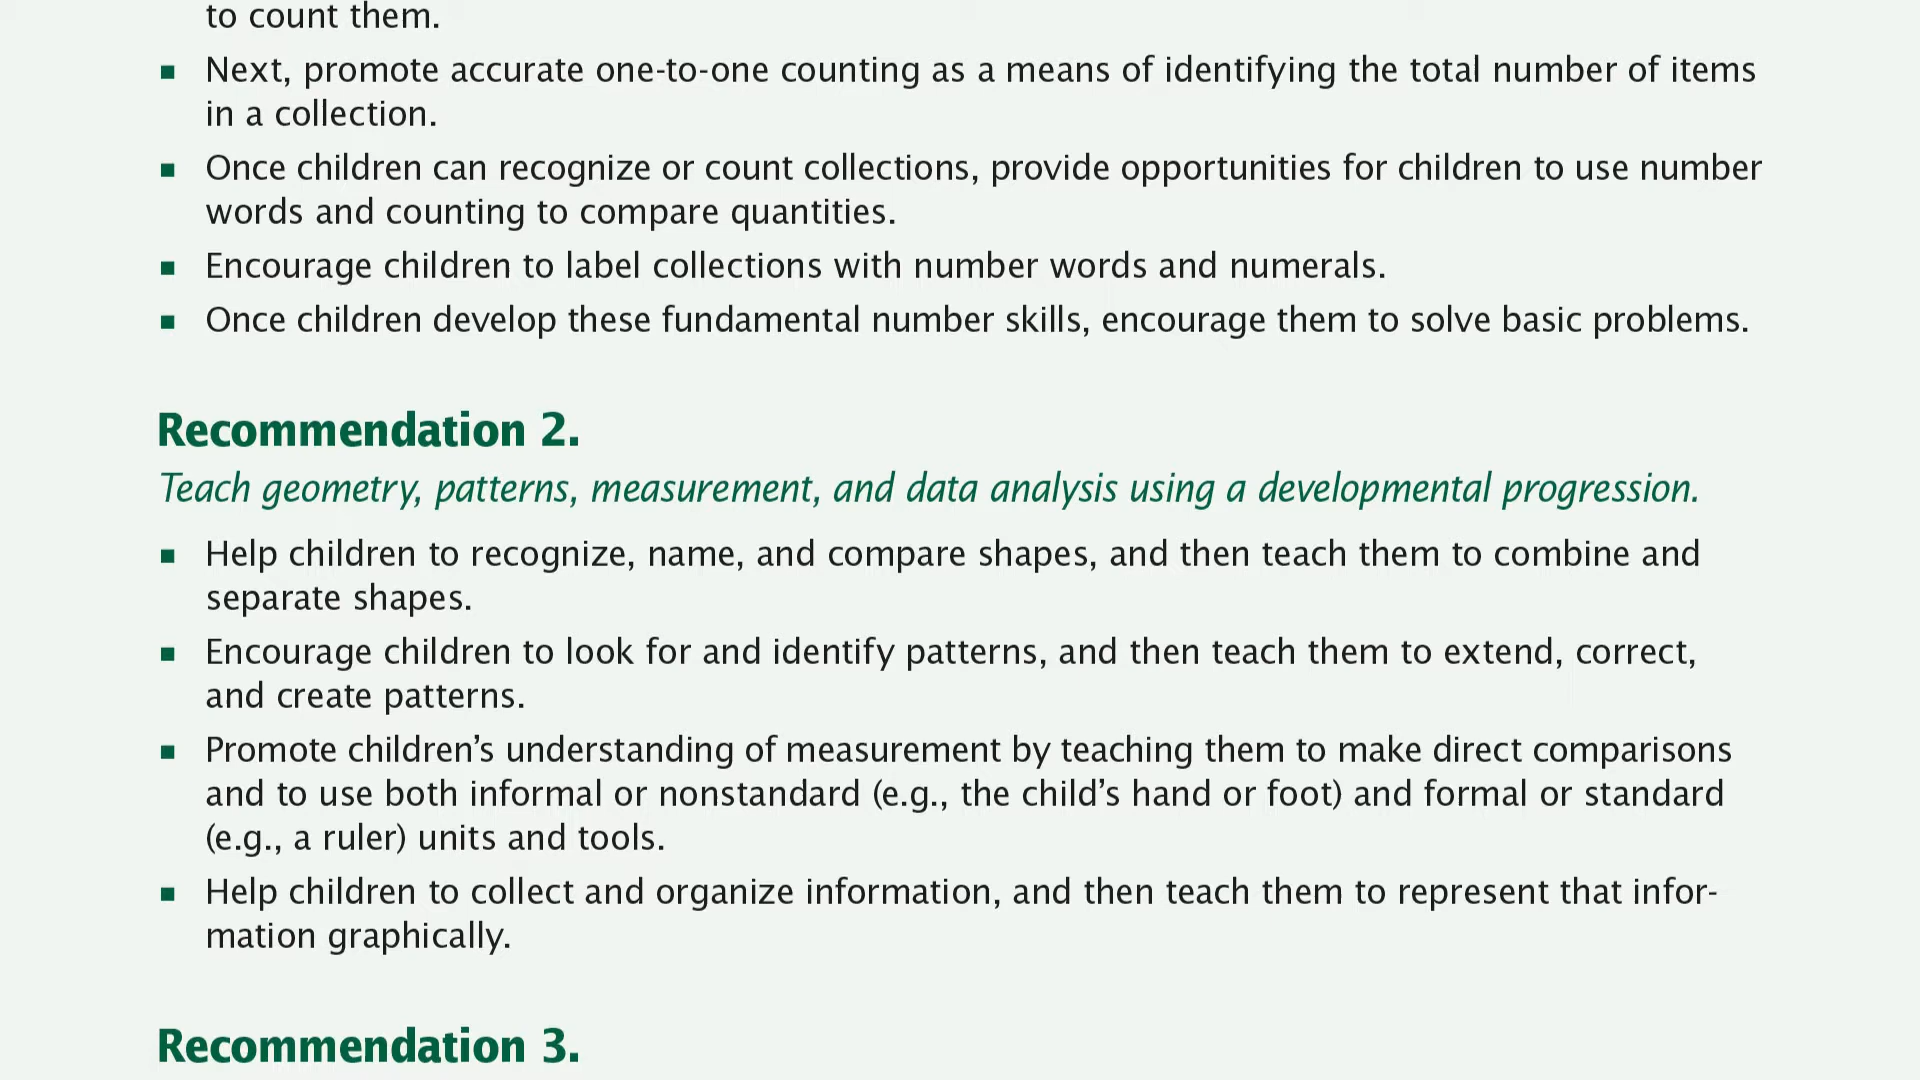 to count them.
■ Next, promote accurate one-to-one counting as a means of identifying the total number of items
in a collection.
■ Once children can recognize or count collections, provide opportunities for children to use number
words and counting to compare quantities.
■ Encourage children to label collections with number words and numerals.
■ Once children develop these fundamental number skills, encourage them to solve basic problems.
Recommendation 2.
Teach geometry, patterns, measurement, and data analysis using a developmental progression.
■ Help children to recognize, name, and compare shapes, and then teach them to combine and
separate shapes.
■ Encourage children to look for and identify patterns, and then teach them to extend, correct,
and create patterns.
■ Promote children’s understanding of measurement by teaching them to make direct comparisons
and to use both informal or nonstandard (e.g., the child’s hand or foot) and formal or standard
(e.g., a ruler) units and tools.
■ Help children to collect and organize information, and then teach them to represent that infor-
mation graphically.
Recommendation 3.